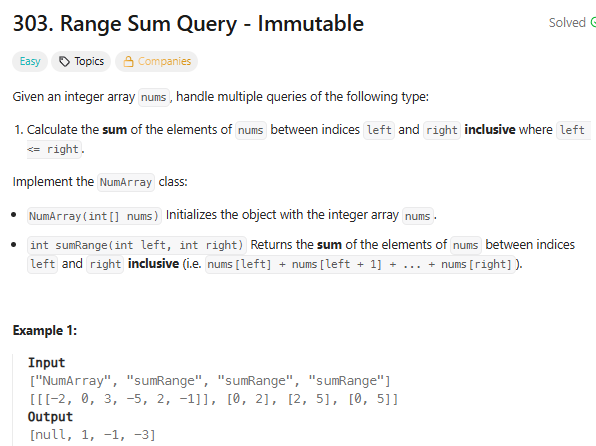 303. Range Sum Query - Immutable
Solved
Easy Topics Companies
Given an integer array nums , handle multiple queries of the following type:
1. Calculate the sum of the elements of nums between indices left and right inclusive where left
<= right.
Implement the NumArray class:
• NumArray(int[] nums) Initializes the object with the integer array nums .
• int sumRange(int left, int right) Returns the sum of the elements of nums between indices
left and right inclusive (i.e. nums[left] + nums[left + 1] + ... + nums[right] ).
Example 1:
Input
["NumArray", "sumRange", "sumRange", "sumRange"]
[[[-2, 0, 3, -5, 2, -1]], [0, 2], [2, 5], [0, 5]]
Output
[null, 1, -1, -3]